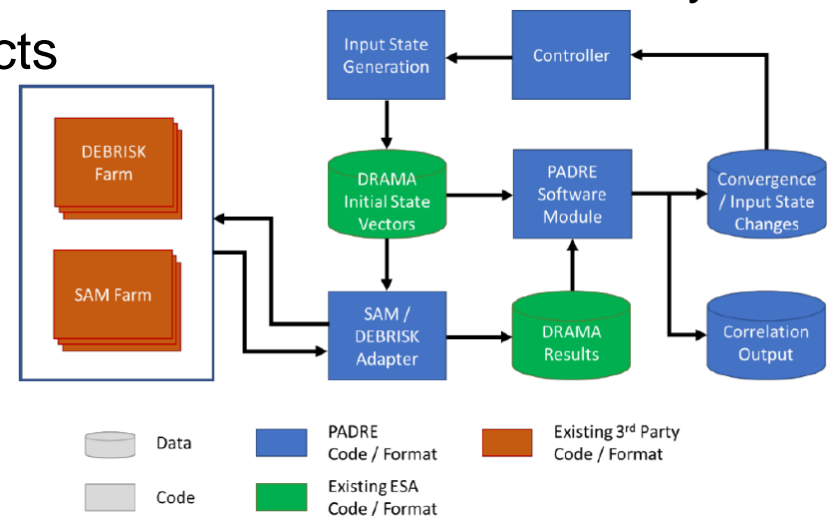 cts
Input State
Generation
Controller
DEBRISK
Farm
DRAMA
Initial State
Vectors
PADRE
Software
Module
Convergence
/ Input State
Changes
SAM Farm
SAM /
DEBRISK
Adapter
DRAMA
Results
Correlation
Output
Data
PADRE
Code / Format
Existing 3rd Party
Code / Format
Code
Existing ESA
Code / Format